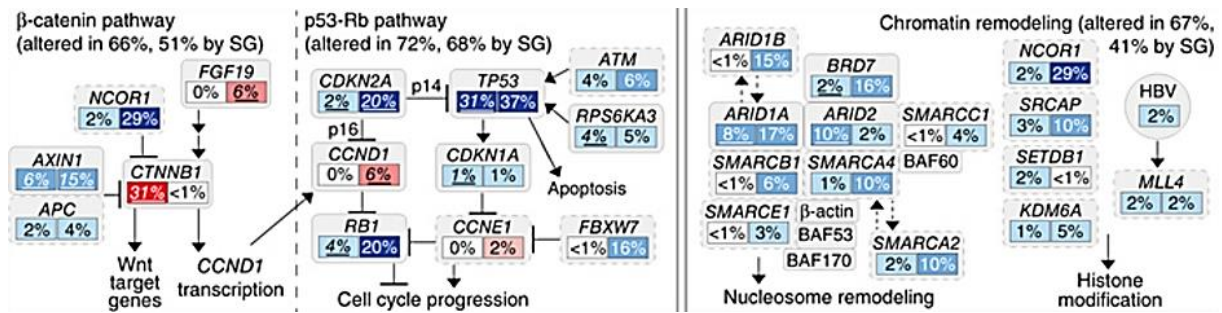 β-catenin pathway
(altered in 66%, 51% by SG)
FGF19
0% 6%
NCOR1
2% 29%
AXIN1
6% 15%
CTNNB1
31% <1%
APC
2% 4%
Wnt
target
genes
CCND1
transcription
p53-Rb pathway
(altered in 72%, 68% by SG)
CDKN2A
2% 20%
p14
TP53
31% 37%
ATM
4% 6%
RPS6KA3
4% 5%
p16
CCND1
0% 6%
CDKN1A
1% 1%
Apoptosis
RB1
4% 20%
CCNE1
0% 2%
FBXW7
<1% 16%
Cell cycle progression
Chromatin remodeling (altered in 67%,
41% by SG)
ARID1B
<1% 15%
BRD7
2% 16%
ARID1A
8% 17%
ARID2
10% 2%
SMARCC1
<1% 4%
SMARCB1
<1% 6%
SMARCA4
1% 10%
BAF60
SMARCE1
<1% 3%
β-actin
BAF53
BAF170
SMARCA2
2% 10%
Nucleosome remodeling
NCOR1
2% 29%
SRCAP
3% 10%
SETDB1
2% <1%
KDM6A
1% 5%
HBV
2%
MLL4
2% 2%
Histone
modification